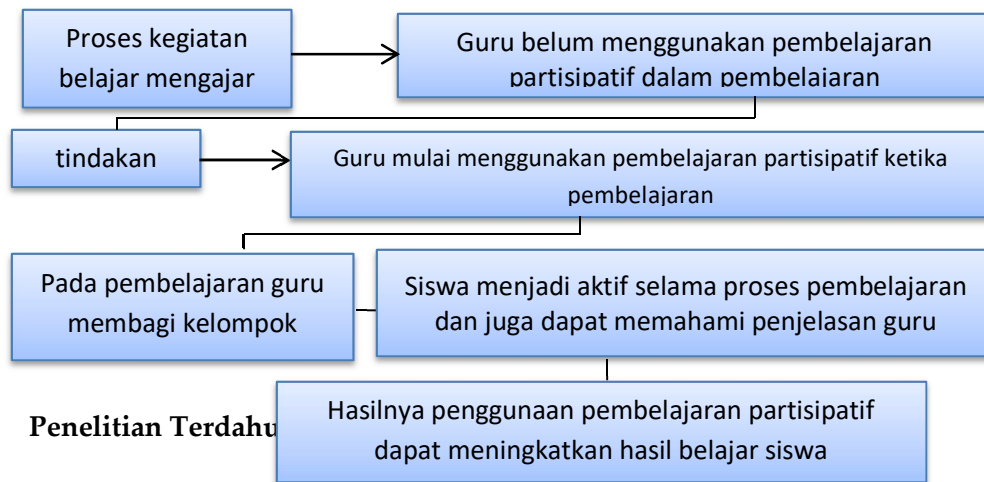 Proses kegiatan
belajar mengajar
Guru belum menggunakan pembelajaran
partisipatif dalam pembelajaran
tindakan
Guru mulai menggunakan pembelajaran partisipatif ketika
pembelajaran
Pada pembelajaran guru
membagi kelompok
Siswa menjadi aktif selama proses pembelajaran
dan juga dapat memahami penjelasan guru
Hasilnya penggunaan pembelajaran partisipatif
dapat meningkatkan hasil belajar siswa
Penelitian Terdahu